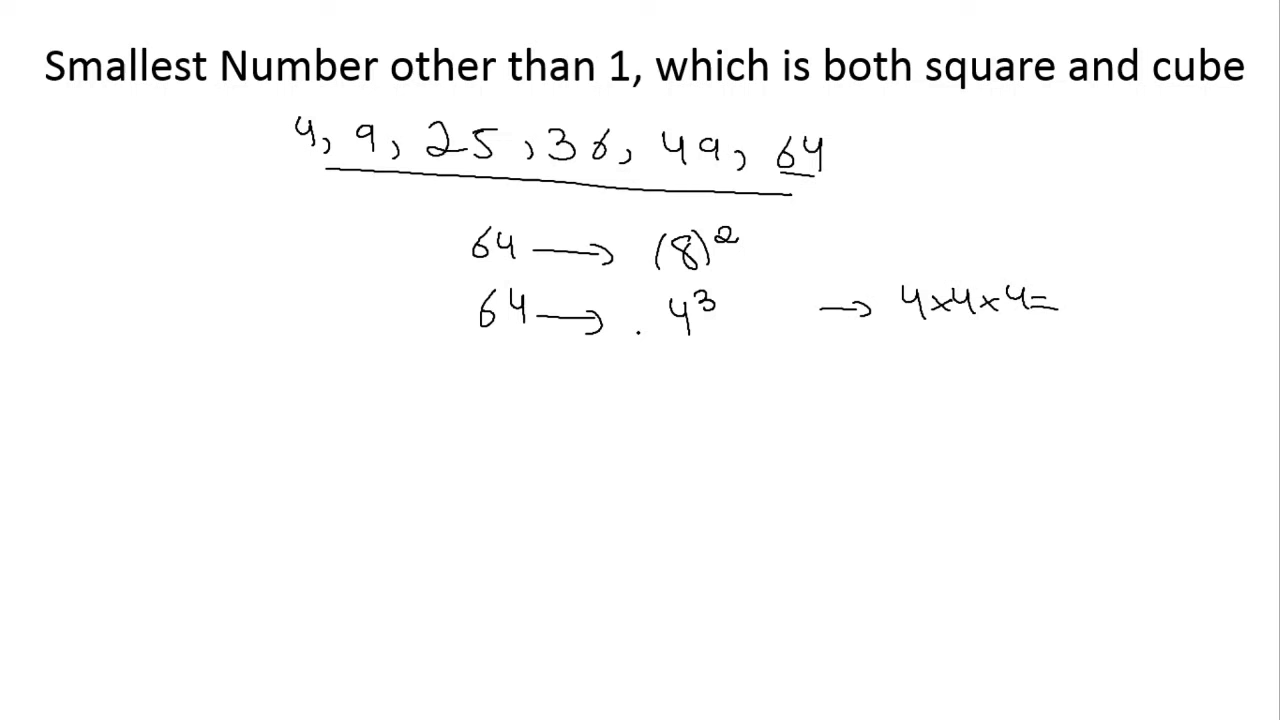 Smallest Number other than 1, which is both square and cube
4, 9, 25, 36, 49, 64
64 → (8)²
64 → . 4³ → 4×4×4=